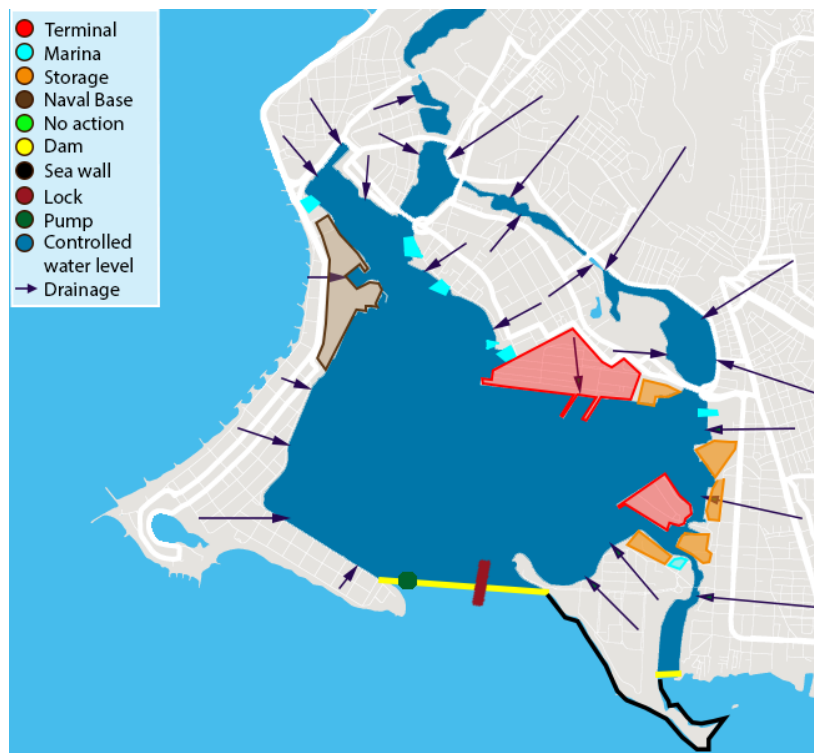 Terminal
Marina
Storage
Naval Base
No action
Dam
Sea wall
Lock
Pump
Controlled
water level
Drainage